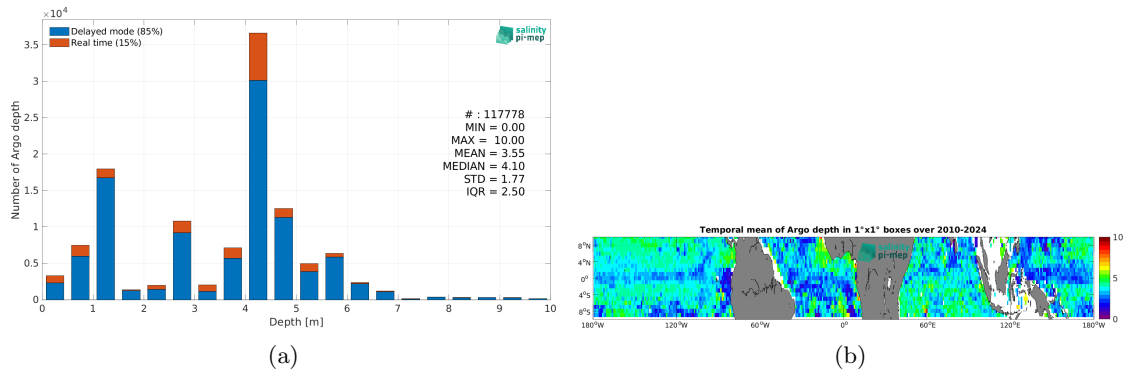 ×10⁴
Delayed mode (85%)
Real time (15%)
salinity
pi-mep
3.5
3
2.5
2
1.5
1
0.5
0
Number of Argo depth
# : 117778
MIN = 0.00
MAX = 10.00
MEAN = 3.55
MEDIAN = 4.10
STD = 1.77
IQR = 2.50
0 1 2 3 4 5 6 7 8 9 10
Depth [m]
(a)
Temporal mean of Argo depth in 1°x1° boxes over 2010-2024
salinity
pi-mep
8°N
4°N
0°
4°S
8°S
180°W 120°W 60°W 0° 60°E 120°E 180°W
10
5
0
(b)